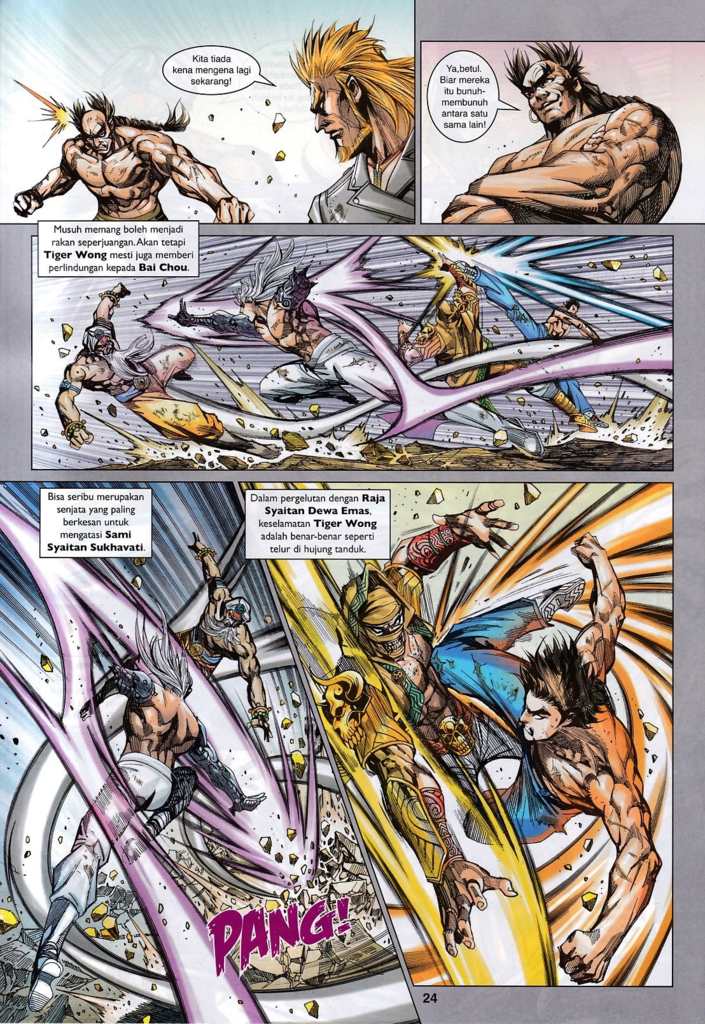 Kita tiada
kena mengena lagi
sekarang!
Ya,betul.
Biar mereka
itu bunuh-
membunuh
antara satu
sama lain!
Musuh memang boleh menjadi
rakan seperjuangan.Akan tetapi
Tiger Wong mesti juga memberi
perlindungan kepada Bai Chou.
Bisa seribu merupakan
senjata yang paling
berkesan untuk
mengatasi Sami
Syaitan Sukhavati.
Dalam pergelutan dengan Raja
Syaitan Dewa Emas,
keselamatan Tiger Wong
adalah benar-benar seperti
telur di hujung tanduk.
PANG!
24